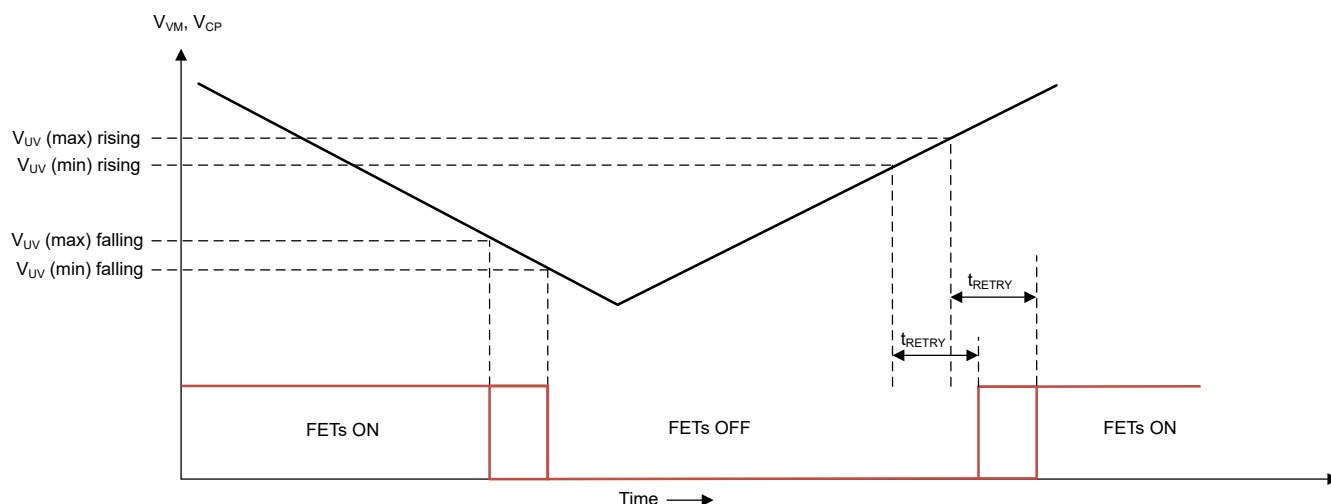 V_VM, V_CP
V_UV (max) rising
V_UV (min) rising
V_UV (max) falling
V_UV (min) falling
t_RETRY
t_RETRY
FETs ON
FETs OFF
FETs ON
Time